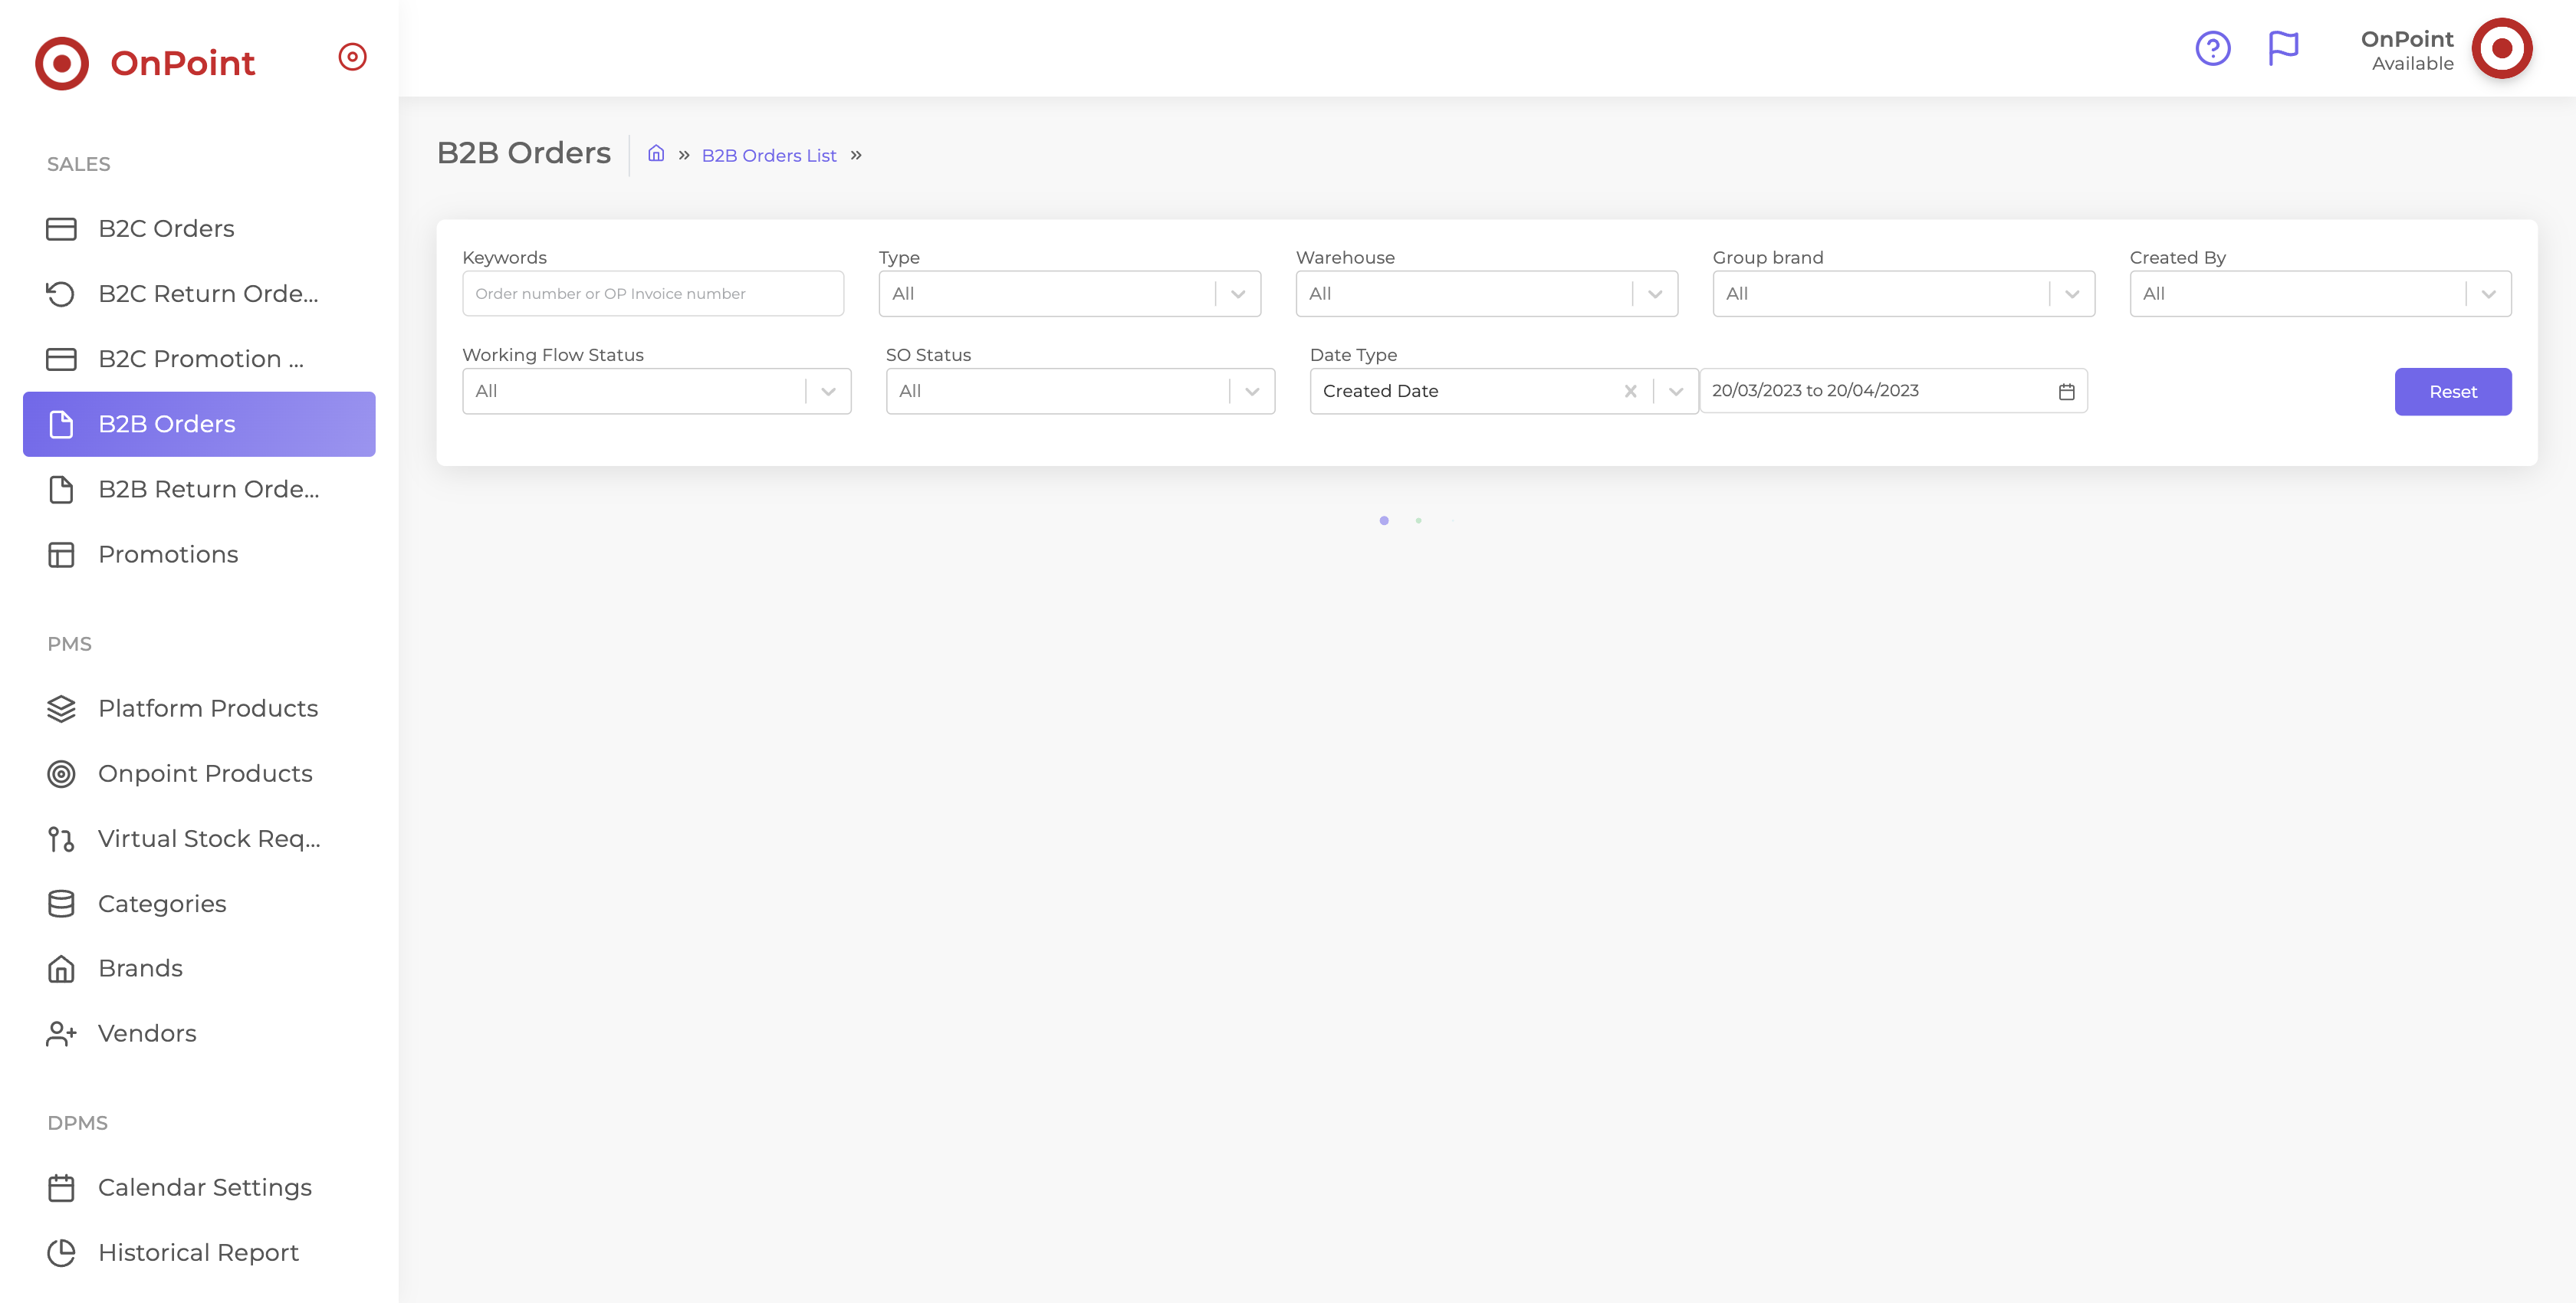 OnPoint
OnPoint
Available
SALES
B2C Orders
B2C Return Orde...
B2C Promotion ...
B2B Orders
B2B Return Orde...
Promotions
PMS
Platform Products
Onpoint Products
Virtual Stock Req...
Categories
Brands
Vendors
DPMS
Calendar Settings
Historical Report
B2B Orders
» B2B Orders List »
Keywords
Order number or OP Invoice number
Type
All
Warehouse
All
Group brand
All
Created By
All
Working Flow Status
All
SO Status
All
Date Type
Created Date
20/03/2023 to 20/04/2023
Reset